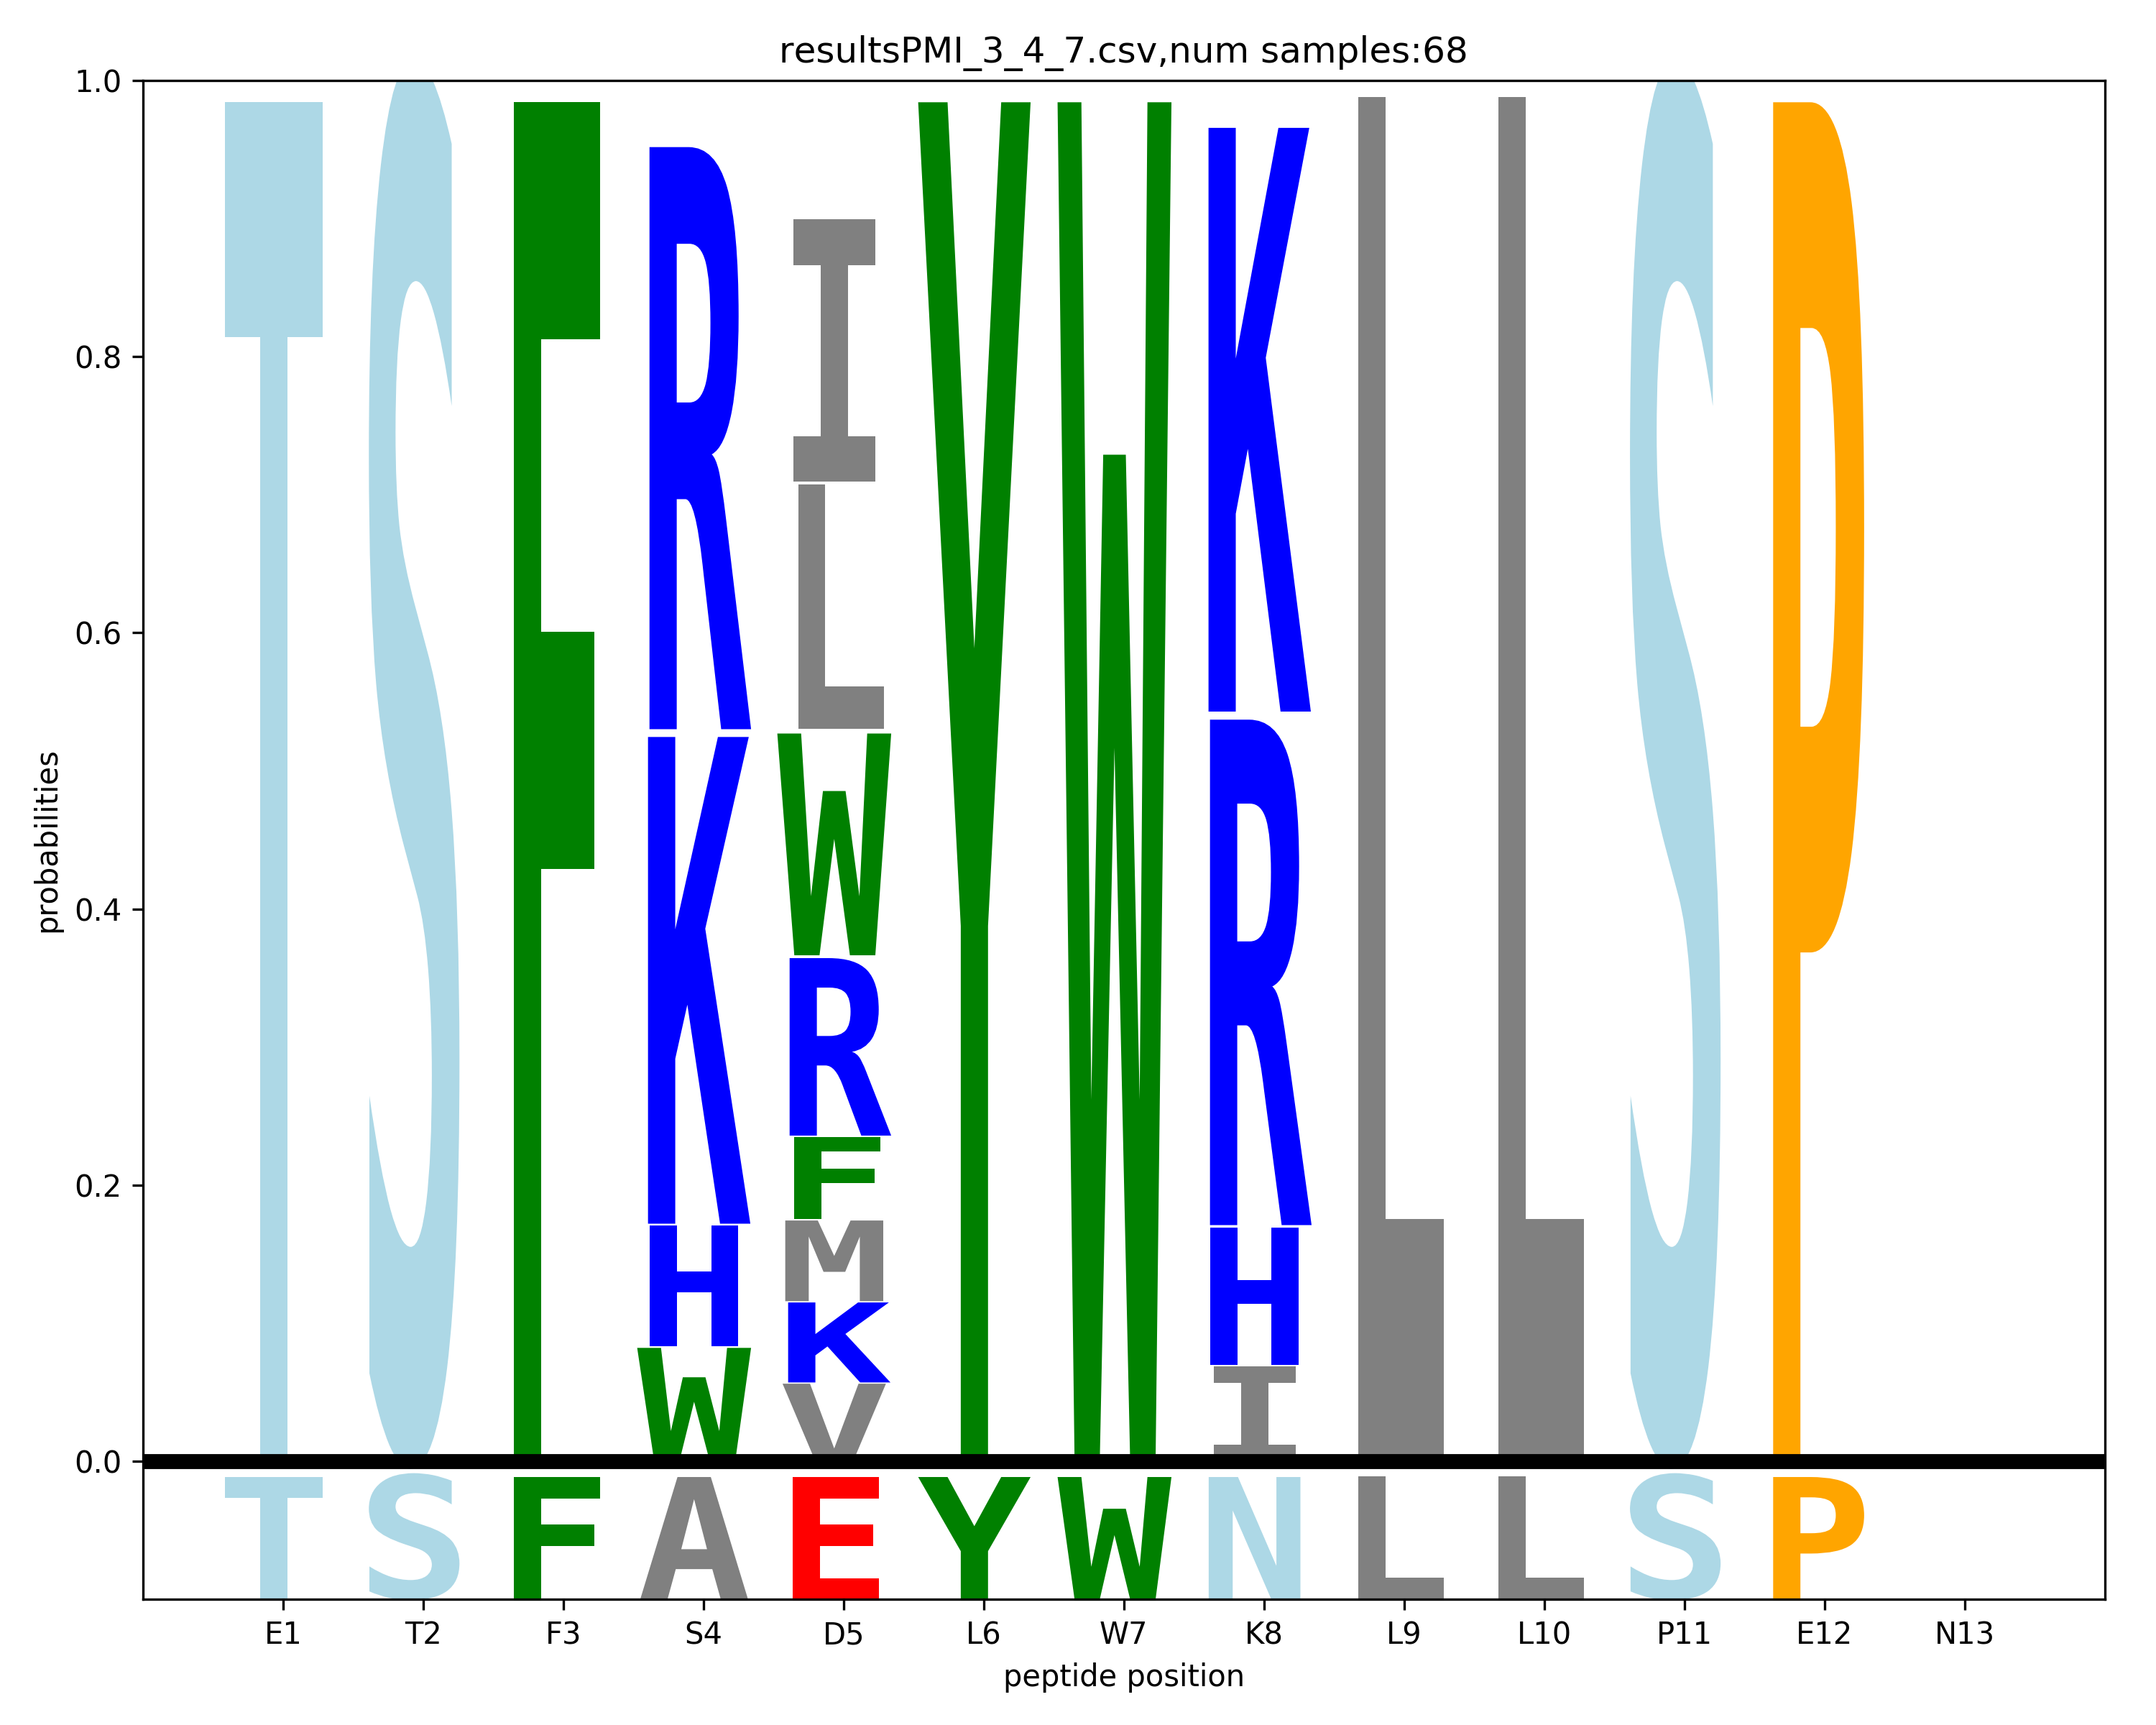 resultsPMI_3_4_7.csv,num samples:68
1.0
0.8
0.6
0.4
0.2
0.0
probabilities
T S F R I Y W K L L S P
K L R
W
R
H F H
M
W K I
V
T S F A E Y W N L L S P
E1 T2 F3 S4 D5 L6 W7 K8 L9 L10 P11 E12 N13
peptide position